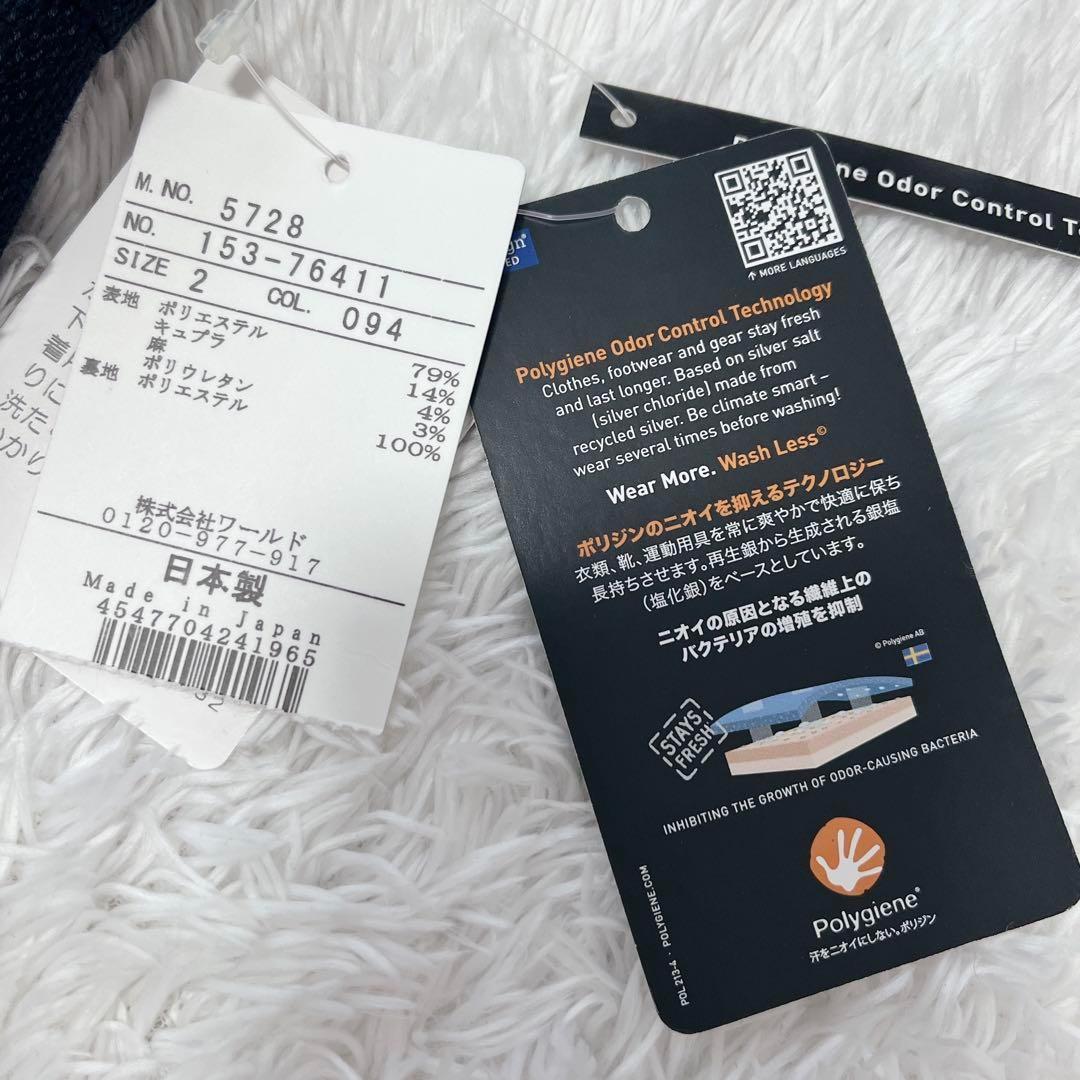 M. NO. 5728
NO. 153-76411
SIZE 2 COL. 094
表地 ポリエステル 79%
キュプラ 14%
麻 4%
ポリウレタン 3%
裏地 ポリエステル 100%
株式会社ワールド
0120-977-917
日本製
Made in Japan
4547704241965
下
着
りに
洗た
から
32
ne Odor Control Te
↑ MORE LANGUAGES
Polygiene Odor Control Technology
Clothes, footwear and gear stay fresh
and last longer. Based on silver salt
(silver chloride) made from
recycled silver. Be climate smart –
wear several times before washing!
Wear More. Wash Less©
ポリジンのニオイを抑えるテクノロジー
衣類、靴、運動用具を常に爽やかで快適に保ち
長持ちさせます。再生銀から生成される銀塩
(塩化銀)をベースとしています。
ニオイの原因となる繊維上の
バクテリアの増殖を抑制
© Polygiene AB
STAYS
FRESH
INHIBITING THE GROWTH OF ODOR-CAUSING BACTERIA
Polygiene®
汗をニオイにしない。ポリジン
POL 213-4 · POLYGIENE.COM